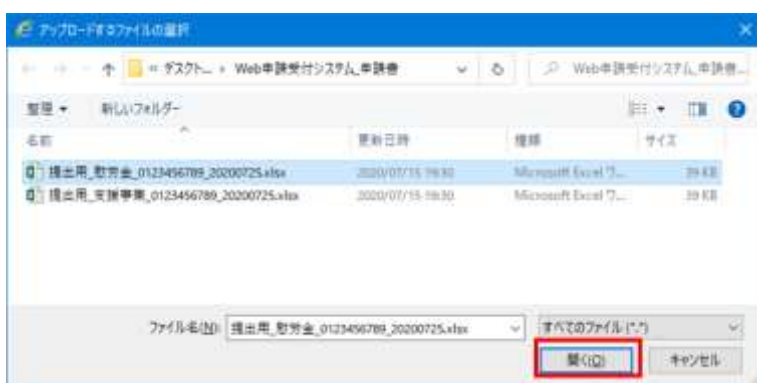 アップロードするファイルの選択
« デスクト... › Web申請受付システム_申請書
Web申請受付システム_申請書...
整理 ▾ 新しいフォルダー
名前 更新日時 種類 サイズ
提出用_慰労金_0123456789_20200725.xlsx 2020/07/15 19:30 Microsoft Excel ワ... 39 KB
提出用_支援事業_0123456789_20200725.xlsx 2020/07/15 19:30 Microsoft Excel ワ... 39 KB
ファイル名(N): 提出用_慰労金_0123456789_20200725.xlsx すべてのファイル (*.*)
開く(O) キャンセル